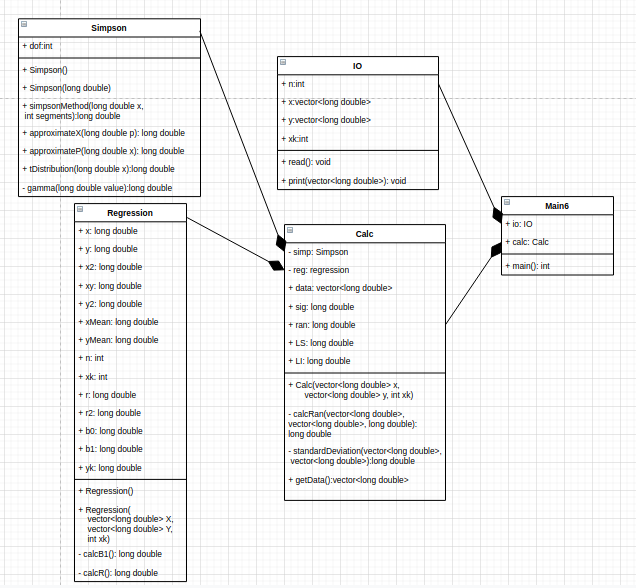 Simpson
+ dof:int
+ Simpson()
+ Simpson(long double)
+ simpsonMethod(long double x,
int segments):long double
+ approximateX(long double p): long double
+ approximateP(long double x): long double
+ tDistribution(long double x):long double
- gamma(long double value):long double
Regression
+ x: long double
+ y: long double
+ x2: long double
+ xy: long double
+ y2: long double
+ xMean: long double
+ yMean: long double
+ n: int
+ xk: int
+ r: long double
+ r2: long double
+ b0: long double
+ b1: long double
+ yk: long double
+ Regression()
+ Regression(
vector<long double> X,
vector<long double> Y,
int xk)
- calcB1(): long double
- calcR(): long double
IO
+ n:int
+ x:vector<long double>
+ y:vector<long double>
+ xk:int
+ read(): void
+ print(vector<long double>): void
Calc
- simp: Simpson
- reg: regression
+ data: vector<long double>
+ sig: long double
+ ran: long double
+ LS: long double
+ LI: long double
+ Calc(vector<long double> x,
vector<long double> y, int xk)
- calcRan(vector<long double>,
vector<long double>, long double):
long double
- standardDeviation(vector<long double>,
vector<long double>):long double
+ getData():vector<long double>
Main6
+ io: IO
+ calc: Calc
+ main(): int